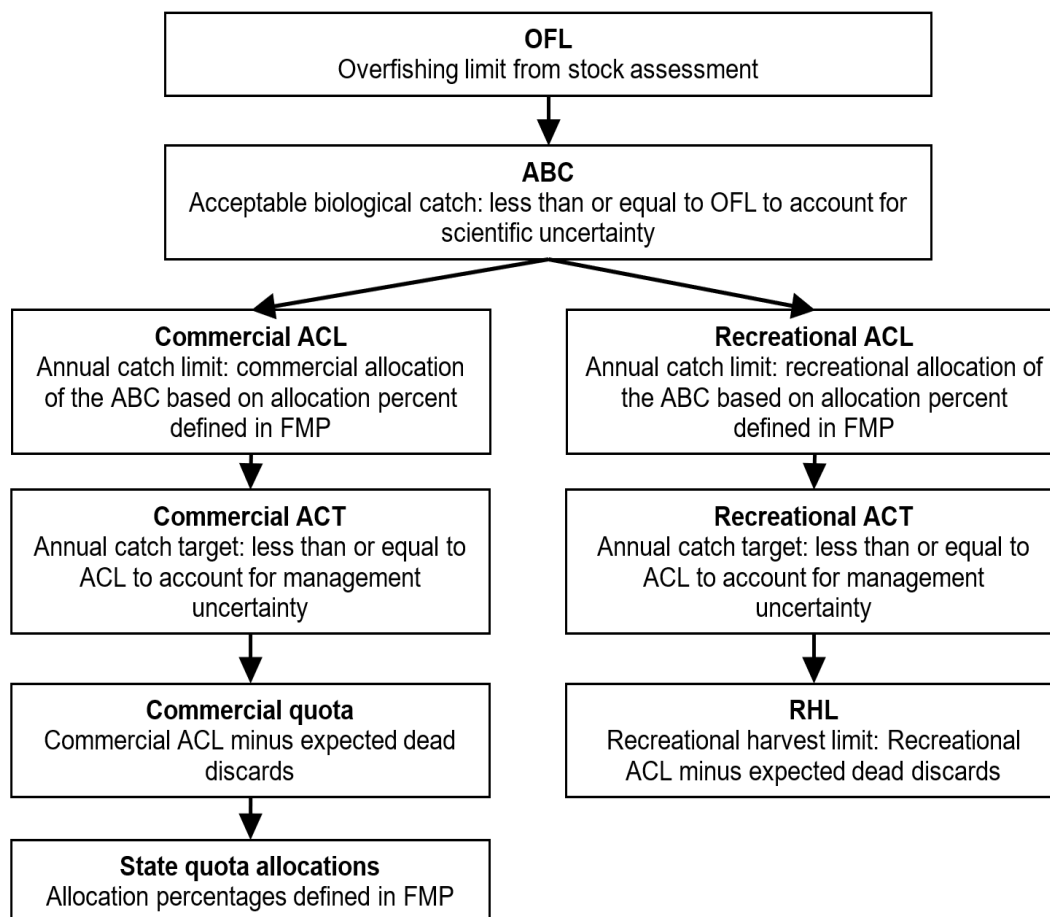 OFL
Overfishing limit from stock assessment
ABC
Acceptable biological catch: less than or equal to OFL to account for
scientific uncertainty
Commercial ACL
Annual catch limit: commercial allocation
of the ABC based on allocation percent
defined in FMP
Recreational ACL
Annual catch limit: recreational allocation of
the ABC based on allocation percent
defined in FMP
Commercial ACT
Annual catch target: less than or equal to
ACL to account for management
uncertainty
Recreational ACT
Annual catch target: less than or equal to
ACL to account for management
uncertainty
Commercial quota
Commercial ACL minus expected dead
discards
RHL
Recreational harvest limit: Recreational
ACL minus expected dead discards
State quota allocations
Allocation percentages defined in FMP